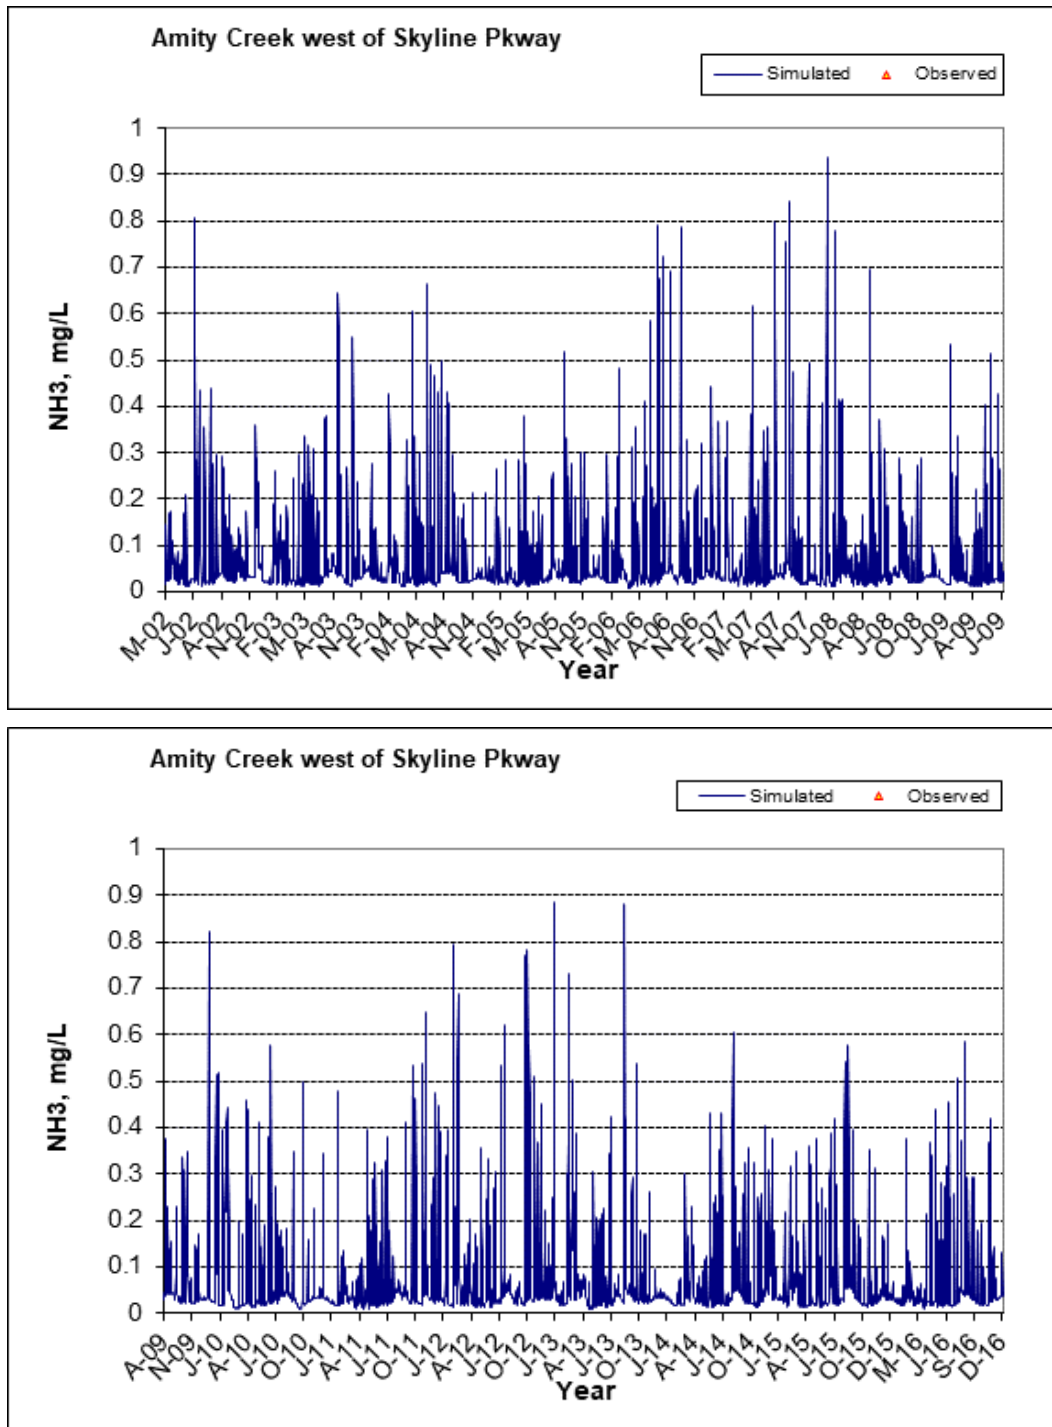 Amity Creek west of Skyline Pkway
Simulated Observed
1
0.9
0.8
0.7
0.6
0.5
0.4
0.3
0.2
0.1
0
NH3, mg/L
M-02 J-02 A-02 N-02 F-03 M-03 A-03 N-03 F-04 M-04 A-04 N-04 F-05 M-05 A-05 N-05 F-06 M-06 A-06 N-06 F-07 M-07 A-07 N-07 J-08 A-08 J-08 O-08 J-09 A-09 J-09
Year
Amity Creek west of Skyline Pkway
Simulated Observed
1
0.9
0.8
0.7
0.6
0.5
0.4
0.3
0.2
0.1
0
NH3, mg/L
A-09 N-09 J-10 A-10 J-10 O-10 J-11 A-11 J-11 O-11 J-12 A-12 J-12 O-12 J-13 A-13 J-13 O-13 J-14 A-14 J-14 O-14 J-15 A-15 J-15 O-15 D-15 M-16 J-16 S-16 D-16
Year